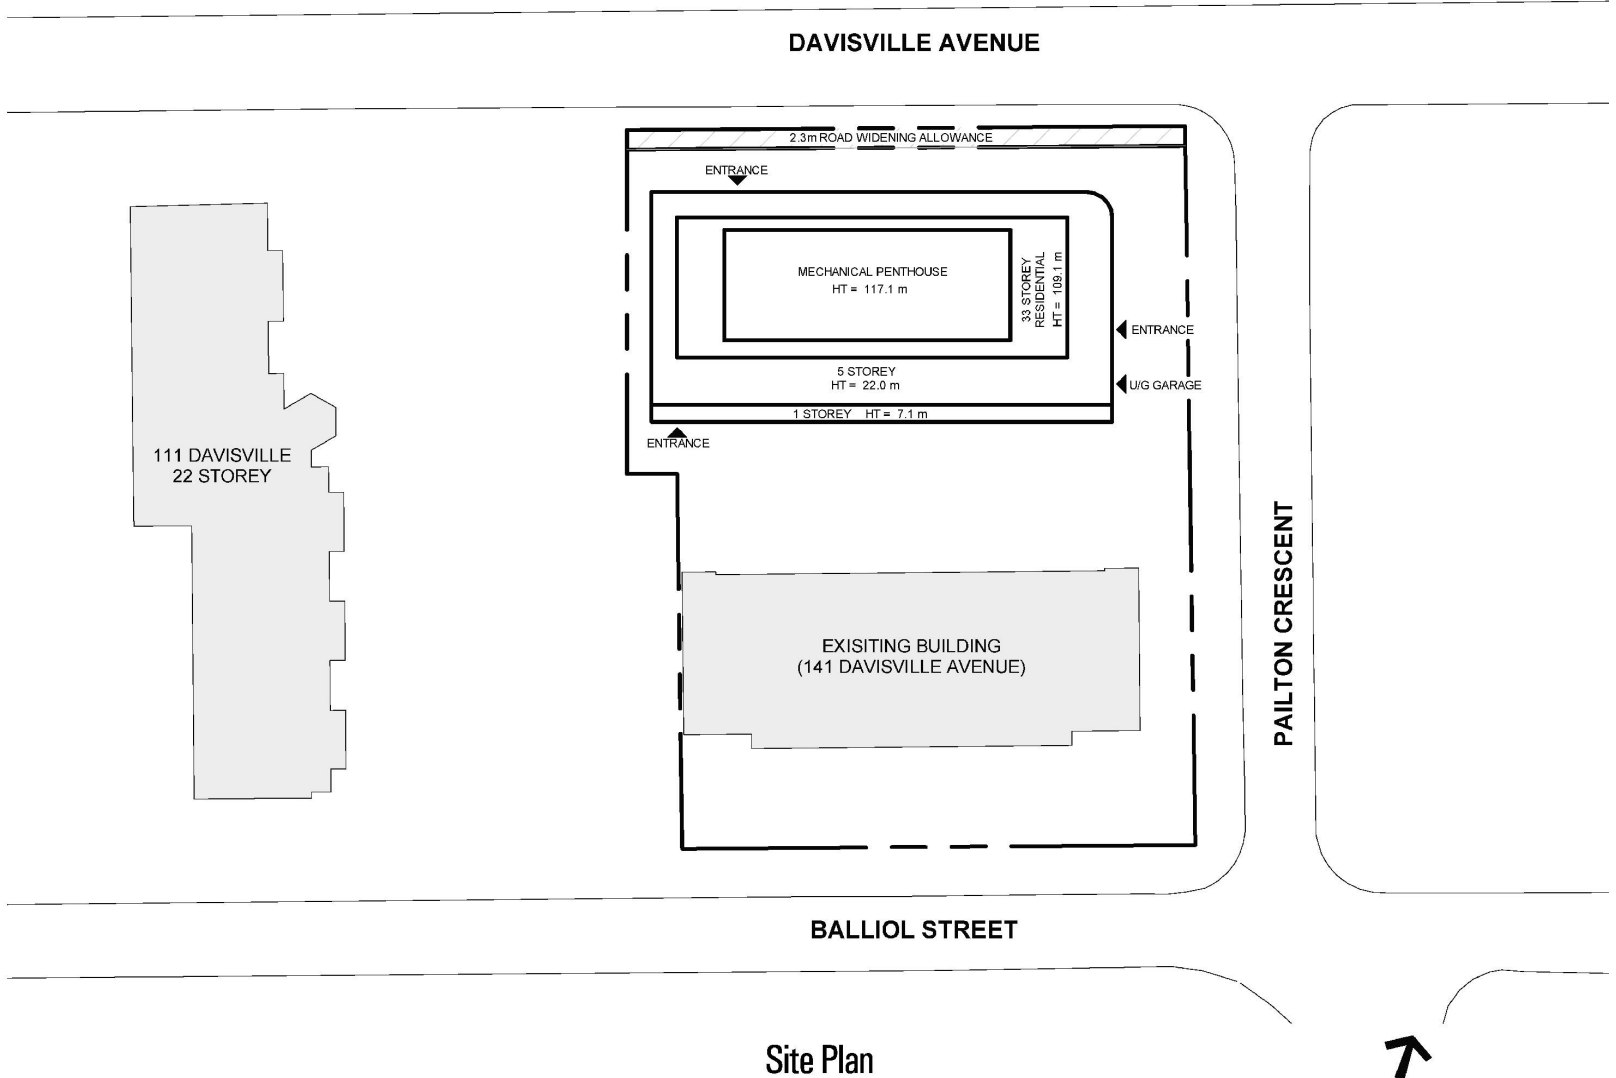 DAVISVILLE AVENUE
2.3m ROAD WIDENING ALLOWANCE
ENTRANCE
MECHANICAL PENTHOUSE
HT = 117.1 m
33 STOREY
RESIDENTIAL
HT = 109.1 m
ENTRANCE
5 STOREY
HT = 22.0 m
U/G GARAGE
1 STOREY HT = 7.1 m
ENTRANCE
111 DAVISVILLE
22 STOREY
PAILTON CRESCENT
EXISITING BUILDING
(141 DAVISVILLE AVENUE)
BALLIOL STREET
Site Plan